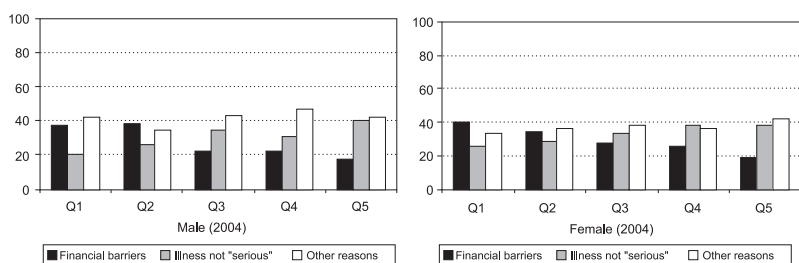 100
80
60
40
20
0
Q1 Q2 Q3 Q4 Q5
Male (2004)
Financial barriers Illness not "serious" Other reasons
100
80
60
40
20
0
Q1 Q2 Q3 Q4 Q5
Female (2004)
Financial barriers Illness not "serious" Other reasons